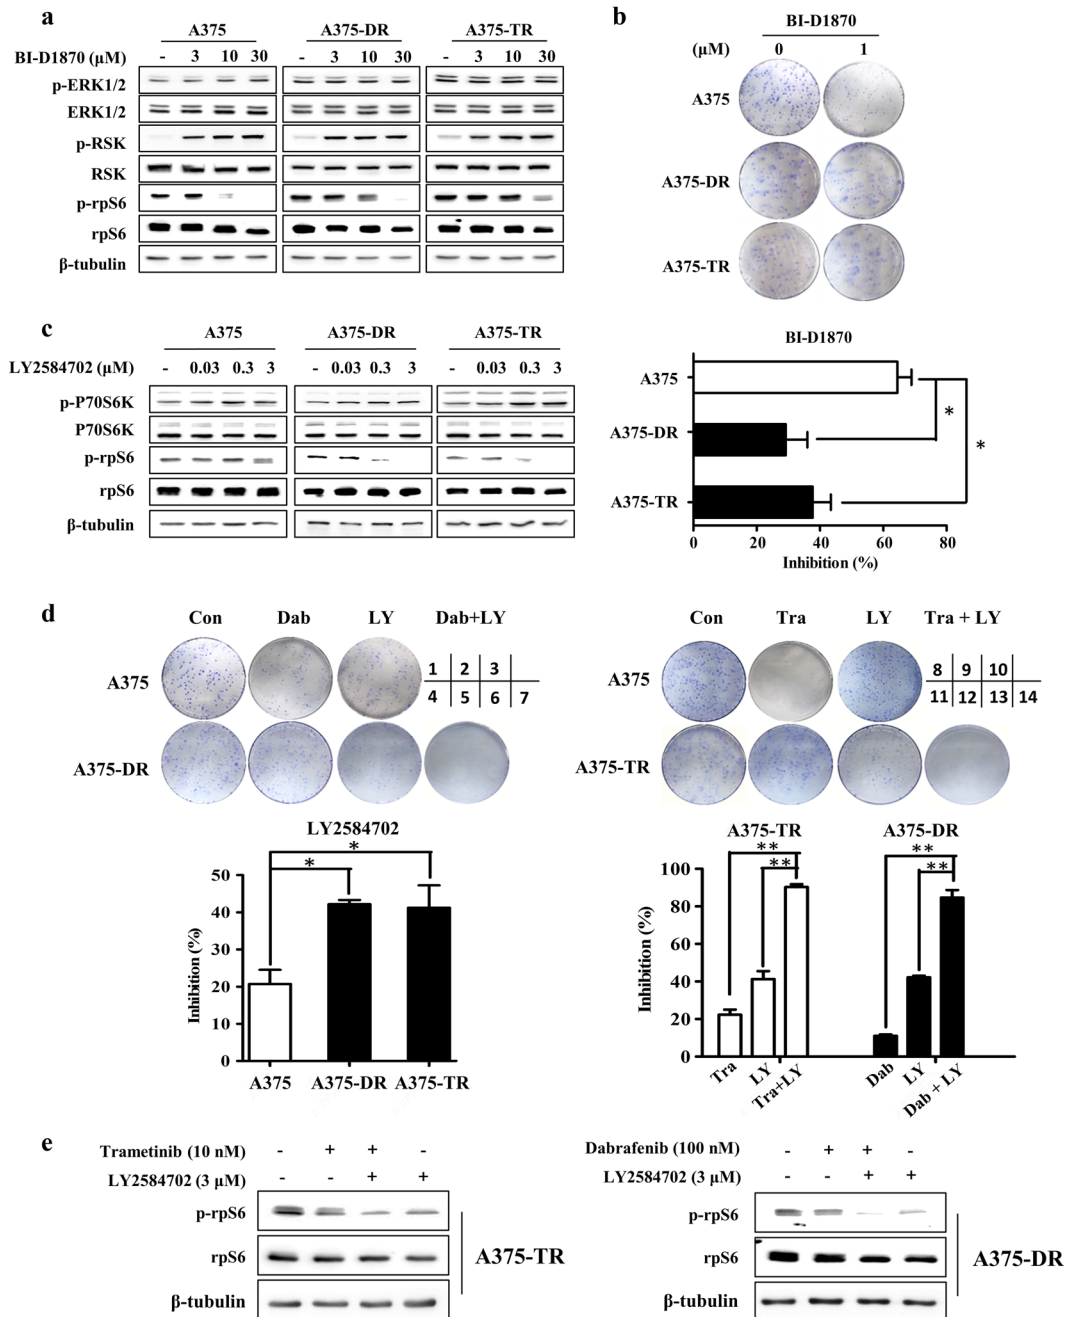 a
A375 A375-DR A375-TR
BI-D1870 (μM) - 3 10 30 - 3 10 30 - 3 10 30
p-ERK1/2
ERK1/2
p-RSK
RSK
p-rpS6
rpS6
β-tubulin
b
BI-D1870
(μM) 0 1
A375
A375-DR
A375-TR
BI-D1870
A375
A375-DR
A375-TR
*
*
0 20 40 60 80
Inhibition (%)
c
A375 A375-DR A375-TR
LY2584702 (μM) - 0.03 0.3 3 - 0.03 0.3 3 - 0.03 0.3 3
p-P70S6K
P70S6K
p-rpS6
rpS6
β-tubulin
d
Con Dab LY Dab+LY
A375
1 2 3
4 5 6 7
A375-DR
Con Tra LY Tra + LY
A375
8 9 10
11 12 13 14
A375-TR
LY2584702
*
*
50
40
30
20
10
0
Inhibition (%)
A375 A375-DR A375-TR
A375-TR A375-DR
** **
** **
100
80
60
40
20
0
Inhibition (%)
Tra LY Tra+LY Dab LY Dab + LY
e
Trametinib (10 nM) - + + -
LY2584702 (3 μM) - - + +
p-rpS6
rpS6
β-tubulin
A375-TR
Dabrafenib (100 nM) - + + -
LY2584702 (3 μM) - - + +
p-rpS6
rpS6
β-tubulin
A375-DR